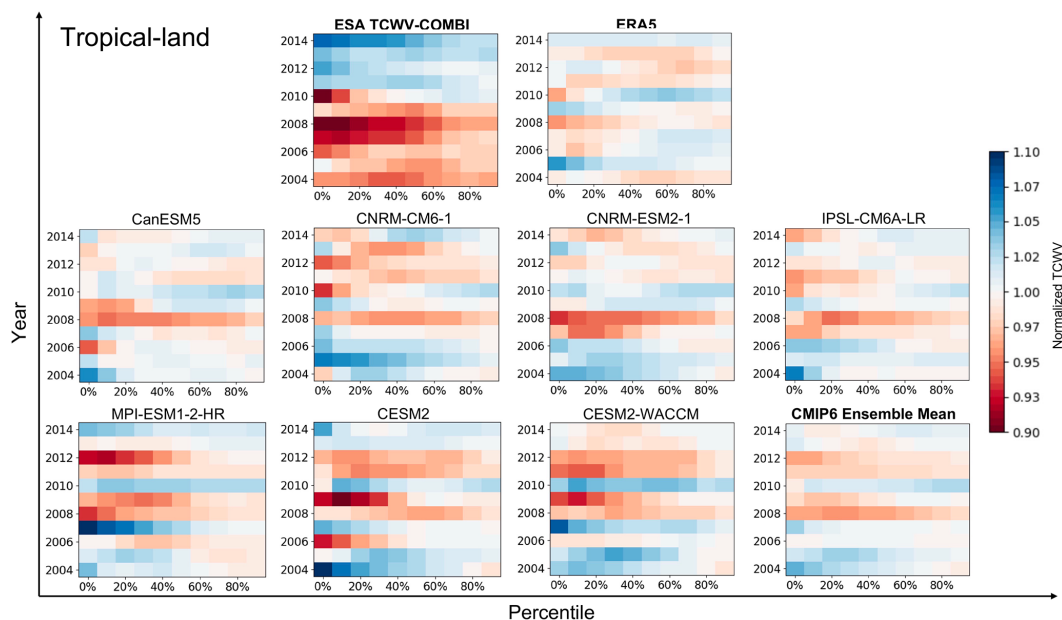 Tropical-land
ESA TCWV-COMBI
2014
2012
2010
2008
2006
2004
0% 20% 40% 60% 80%
ERA5
2014
2012
2010
2008
2006
2004
0% 20% 40% 60% 80%
CanESM5
2014
2012
2010
2008
2006
2004
0% 20% 40% 60% 80%
CNRM-CM6-1
2014
2012
2010
2008
2006
2004
0% 20% 40% 60% 80%
CNRM-ESM2-1
2014
2012
2010
2008
2006
2004
0% 20% 40% 60% 80%
IPSL-CM6A-LR
2014
2012
2010
2008
2006
2004
0% 20% 40% 60% 80%
MPI-ESM1-2-HR
2014
2012
2010
2008
2006
2004
0% 20% 40% 60% 80%
CESM2
2014
2012
2010
2008
2006
2004
0% 20% 40% 60% 80%
CESM2-WACCM
2014
2012
2010
2008
2006
2004
0% 20% 40% 60% 80%
CMIP6 Ensemble Mean
2014
2012
2010
2008
2006
2004
0% 20% 40% 60% 80%
1.10
1.07
1.05
1.02
1.00
0.97
0.95
0.93
0.90
Normalized TCWV
Year
Percentile